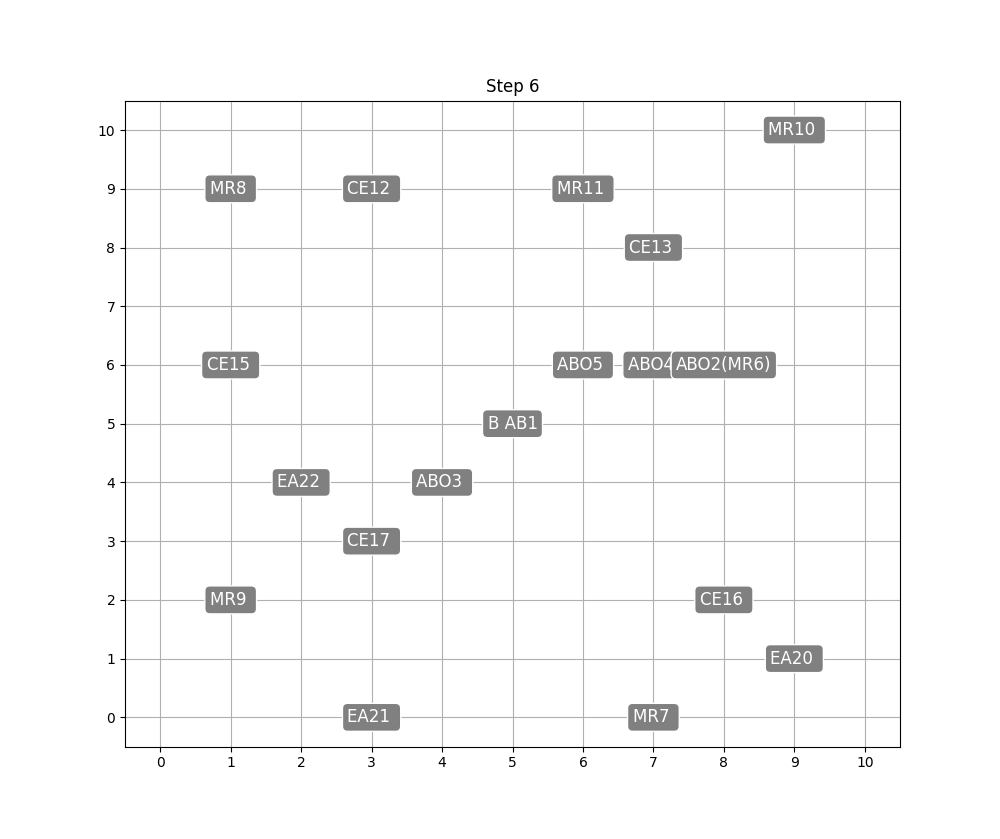 Step 6
10
MR10
9
MR8
CE12
MR11
8
CE13
7
6
CE15
ABO5
ABO4
ABO2(MR6)
5
B AB1
4
EA22
ABO3
3
CE17
2
MR9
CE16
1
EA20
0
EA21
MR7
0 1 2 3 4 5 6 7 8 9 10